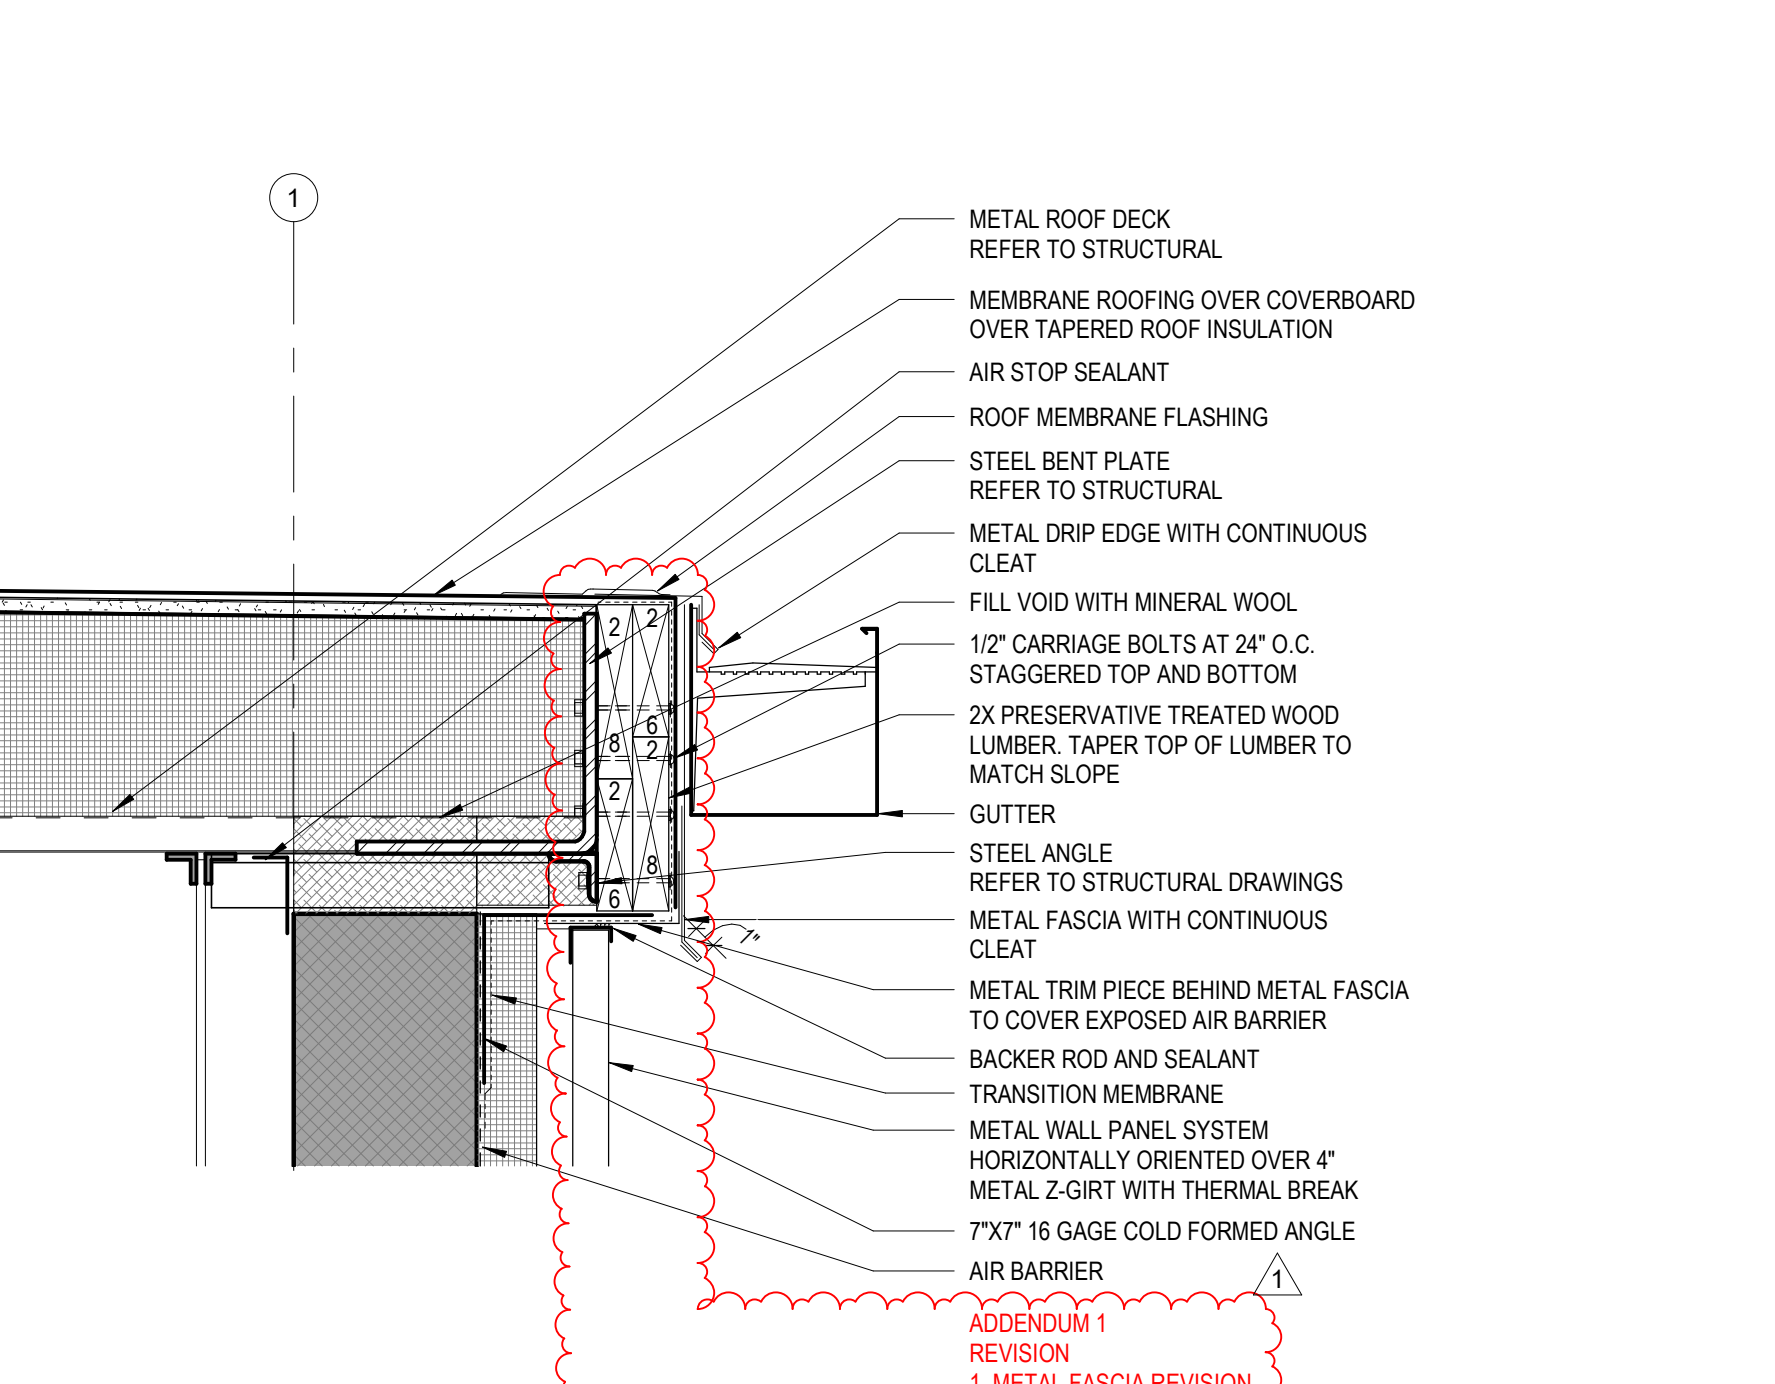 1
METAL ROOF DECK
REFER TO STRUCTURAL
MEMBRANE ROOFING OVER COVERBOARD
OVER TAPERED ROOF INSULATION
AIR STOP SEALANT
ROOF MEMBRANE FLASHING
STEEL BENT PLATE
REFER TO STRUCTURAL
METAL DRIP EDGE WITH CONTINUOUS
CLEAT
FILL VOID WITH MINERAL WOOL
1/2" CARRIAGE BOLTS AT 24" O.C.
STAGGERED TOP AND BOTTOM
2X PRESERVATIVE TREATED WOOD
LUMBER. TAPER TOP OF LUMBER TO
MATCH SLOPE
GUTTER
STEEL ANGLE
REFER TO STRUCTURAL DRAWINGS
METAL FASCIA WITH CONTINUOUS
CLEAT
METAL TRIM PIECE BEHIND METAL FASCIA
TO COVER EXPOSED AIR BARRIER
BACKER ROD AND SEALANT
TRANSITION MEMBRANE
METAL WALL PANEL SYSTEM
HORIZONTALLY ORIENTED OVER 4"
METAL Z-GIRT WITH THERMAL BREAK
7"X7" 16 GAGE COLD FORMED ANGLE
AIR BARRIER
2
2
6
8
2
2
8
6
1"
1
ADDENDUM 1
REVISION
1. METAL FASCIA REVISION